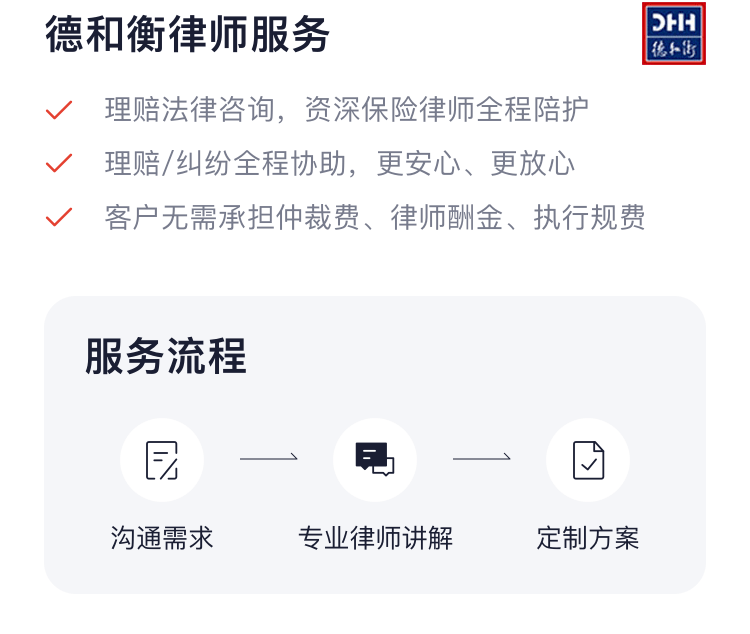 德和衡律师服务
DHH
德和衡
理赔法律咨询，资深保险律师全程陪护
理赔/纠纷全程协助，更安心、更放心
客户无需承担仲裁费、律师酬金、执行规费
服务流程
沟通需求
专业律师讲解
定制方案